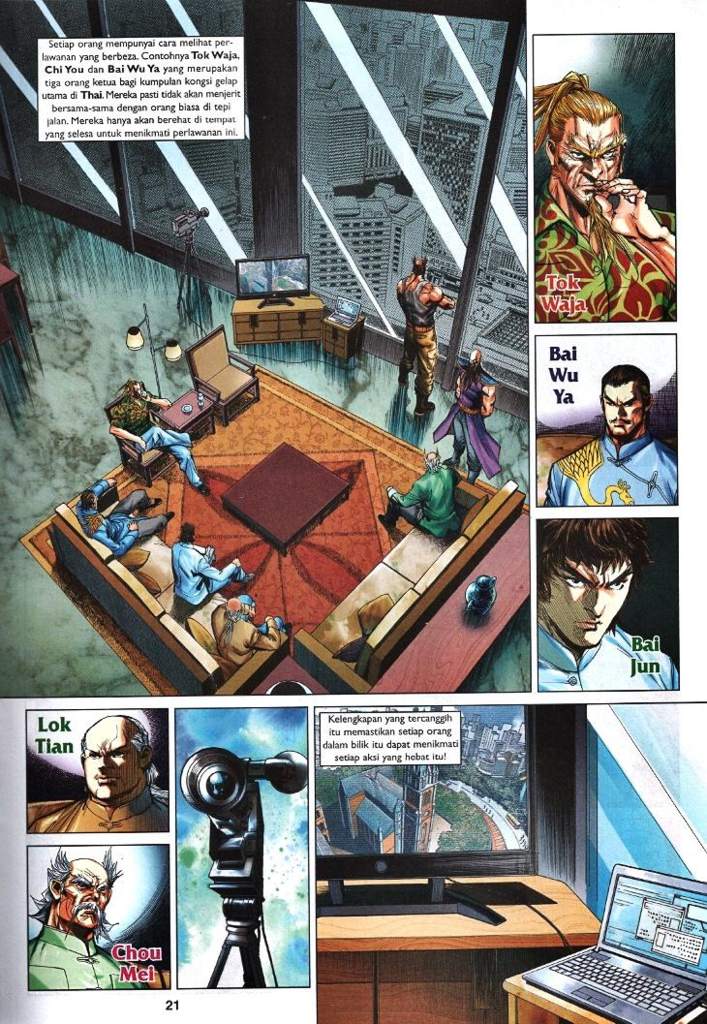 Setiap orang mempunyai cara melihat per-
lawanan yang berbeza. Contohnya Tok Waja,
Chi You dan Bai Wu Ya yang merupakan
tiga orang ketua bagi kumpulan kongsi gelap
utama di Thai. Mereka pasti tidak akan menjerit
bersama-sama dengan orang biasa di tepi
jalan. Mereka hanya akan berehat di tempat
yang selesa untuk menikmati perlawanan ini.
Tok
Waja
Bai
Wu
Ya
Bai
Jun
Lok
Tian
Chou
Mei
Kelengkapan yang tercanggih
itu memastikan setiap orang
dalam bilik itu dapat menikmati
setiap aksi yang hebat itu!
21